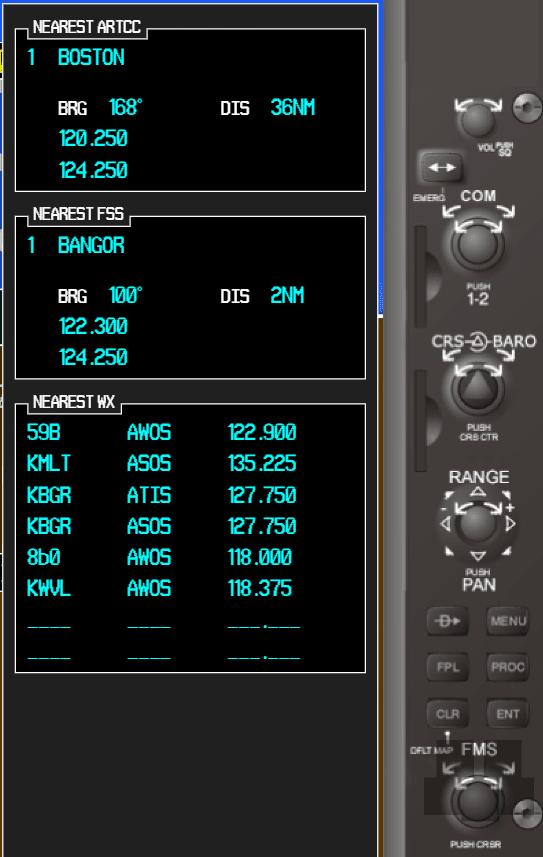 NEAREST ARTCC
1 BOSTON
BRG 168° DIS 36NM
120.250
124.250
NEAREST FSS
1 BANGOR
BRG 100° DIS 2NM
122.300
124.250
NEAREST WX
59B AWOS 122.900
KMLT ASOS 135.225
KBGR ATIS 127.750
KBGR ASOS 127.750
8b0 AWOS 118.000
KWVL AWOS 118.375
____ ____ ___.___
____ ____ ___.___
VOL PUSH SQ
EMERG
COM
PUSH
1-2
CRS BARO
PUSH
CRS CTR
RANGE
- +
PUSH
PAN
D MENU
FPL PROC
CLR ENT
DFLT MAP FMS
PUSH CRSR